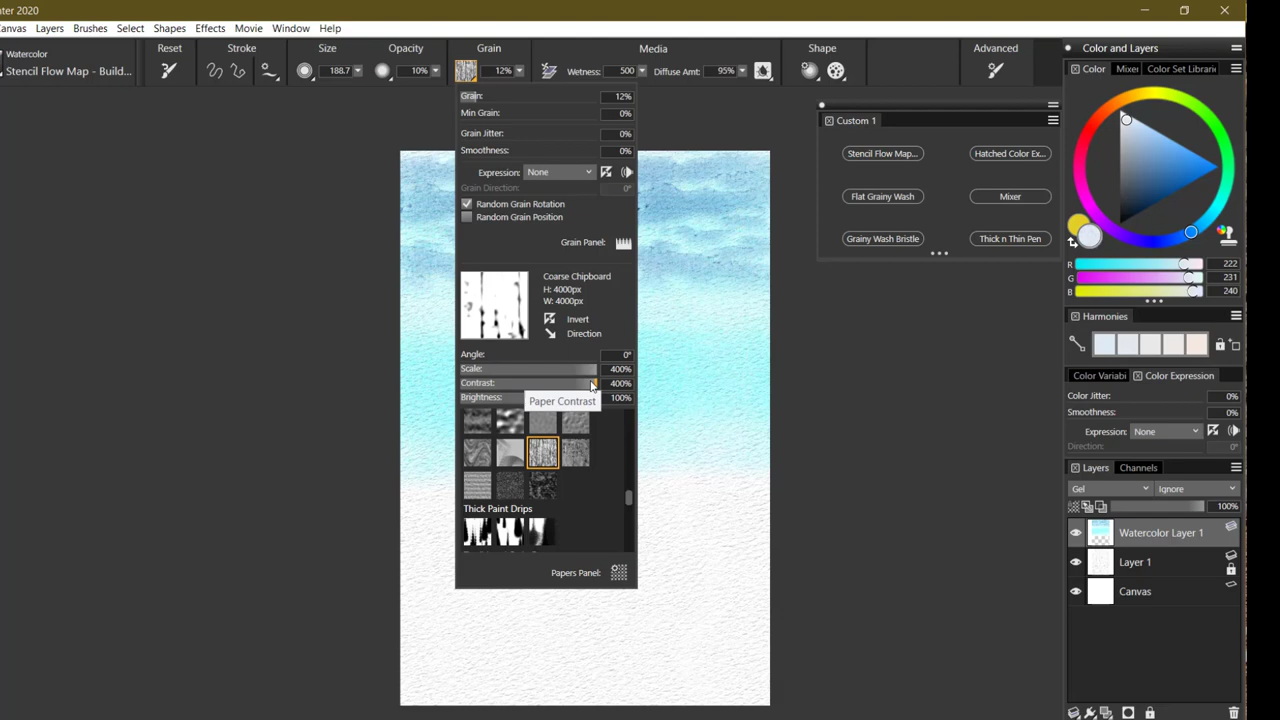 nter 2020
Canvas Layers Brushes Select Shapes Effects Movie Window Help
Watercolor
Stencil Flow Map - Build...
Reset
Stroke
Size
188.7
Opacity
10%
Grain
12%
Media
Wetness: 500
Diffuse Amt: 95%
Shape
Advanced
Grain: 12%
Min Grain: 0%
Grain Jitter: 0%
Smoothness: 0%
Expression: None
Grain Direction: 0°
Random Grain Rotation
Random Grain Position
Grain Panel:
Coarse Chipboard
H: 4000px
W: 4000px
Invert
Direction
Angle: 0°
Scale: 400%
Contrast: 400%
Brightness: 100%
Paper Contrast
Thick Paint Drips
Papers Panel:
Custom 1
Stencil Flow Map... Hatched Color Ex...
Flat Grainy Wash Mixer
Grainy Wash Bristle Thick n Thin Pen
Color and Layers
Color Mixer Color Set Librari
R 222
G 231
B 240
Harmonies
Color Variabi Color Expression
Color Jitter: 0%
Smoothness: 0%
Expression: None
Direction: 0°
Layers Channels
Gel Ignore
100%
Watercolor Layer 1
Layer 1
Canvas